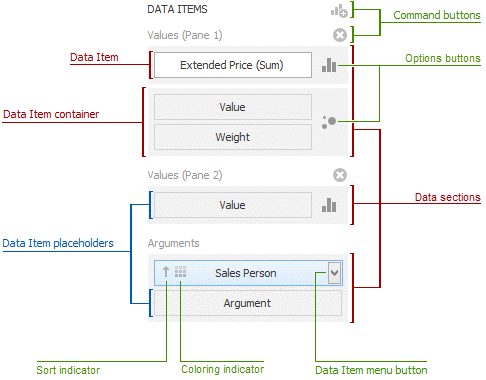 DATA ITEMS
Command buttons
Values (Pane 1)
Data Item
Extended Price (Sum)
Options buttons
Data Item container
Value
Weight
Values (Pane 2)
Value
Data sections
Data Item placeholders
Arguments
Sales Person
Argument
Sort indicator
Coloring indicator
Data Item menu button